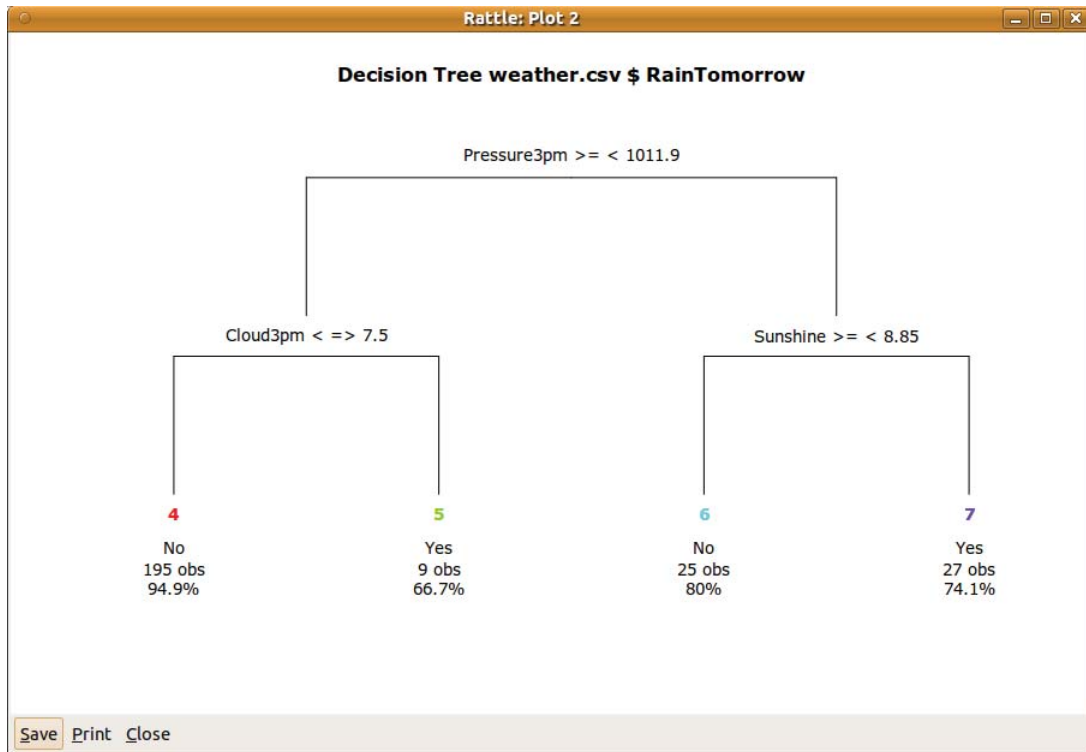 Rattle: Plot 2
Decision Tree weather.csv $ RainTomorrow
Pressure3pm >= < 1011.9
Cloud3pm < => 7.5
Sunshine >= < 8.85
4
No
195 obs
94.9%
5
Yes
9 obs
66.7%
6
No
25 obs
80%
7
Yes
27 obs
74.1%
Save Print Close